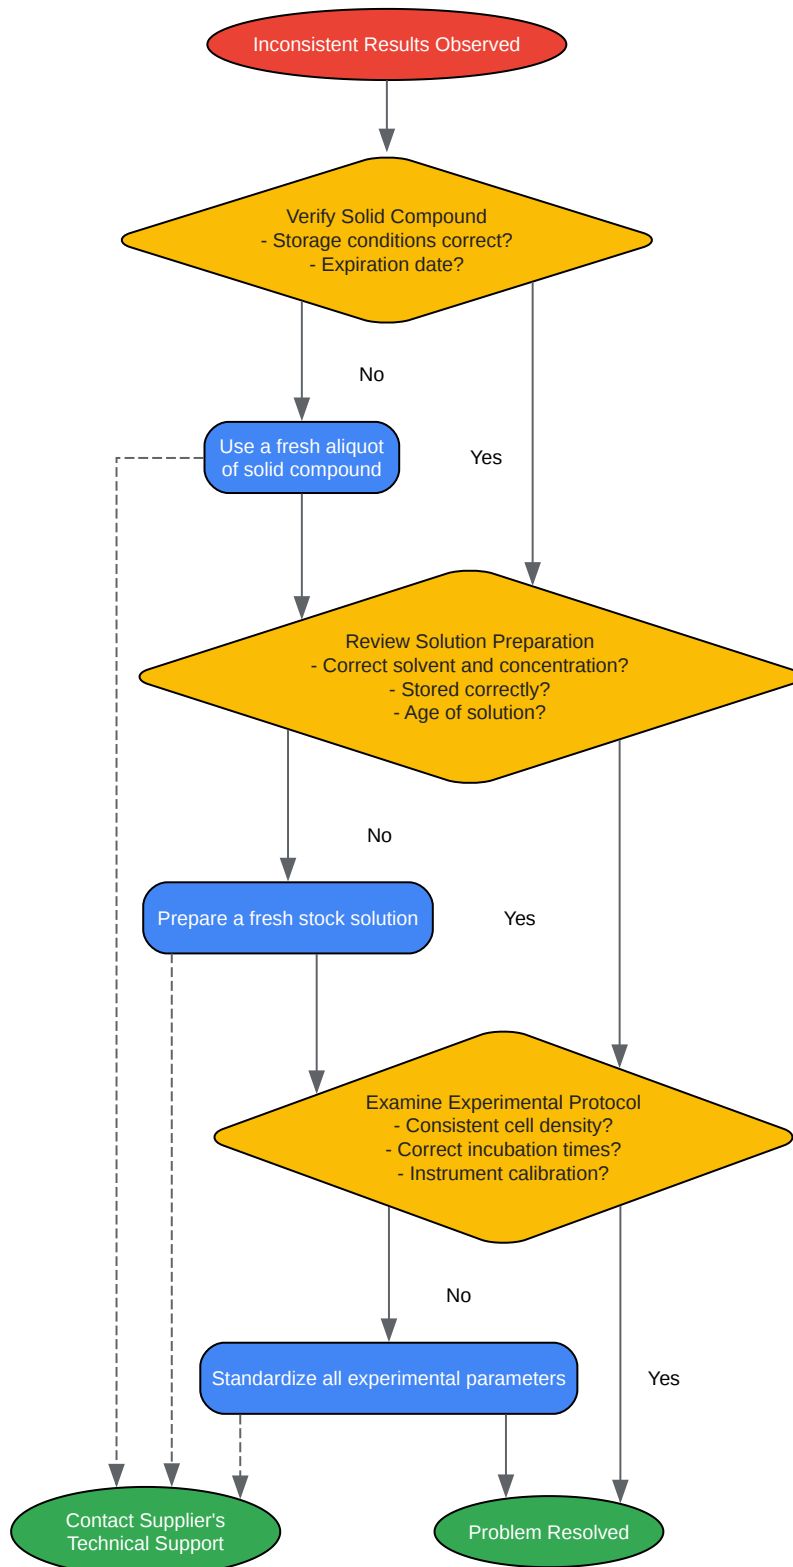 Inconsistent Results Observed
Verify Solid Compound
- Storage conditions correct?
- Expiration date?
No
Use a fresh aliquot
of solid compound
Yes
Review Solution Preparation
- Correct solvent and concentration?
- Stored correctly?
- Age of solution?
No
Prepare a fresh stock solution
Yes
Examine Experimental Protocol
- Consistent cell density?
- Correct incubation times?
- Instrument calibration?
No
Standardize all experimental parameters
Yes
Contact Supplier's
Technical Support
Problem Resolved